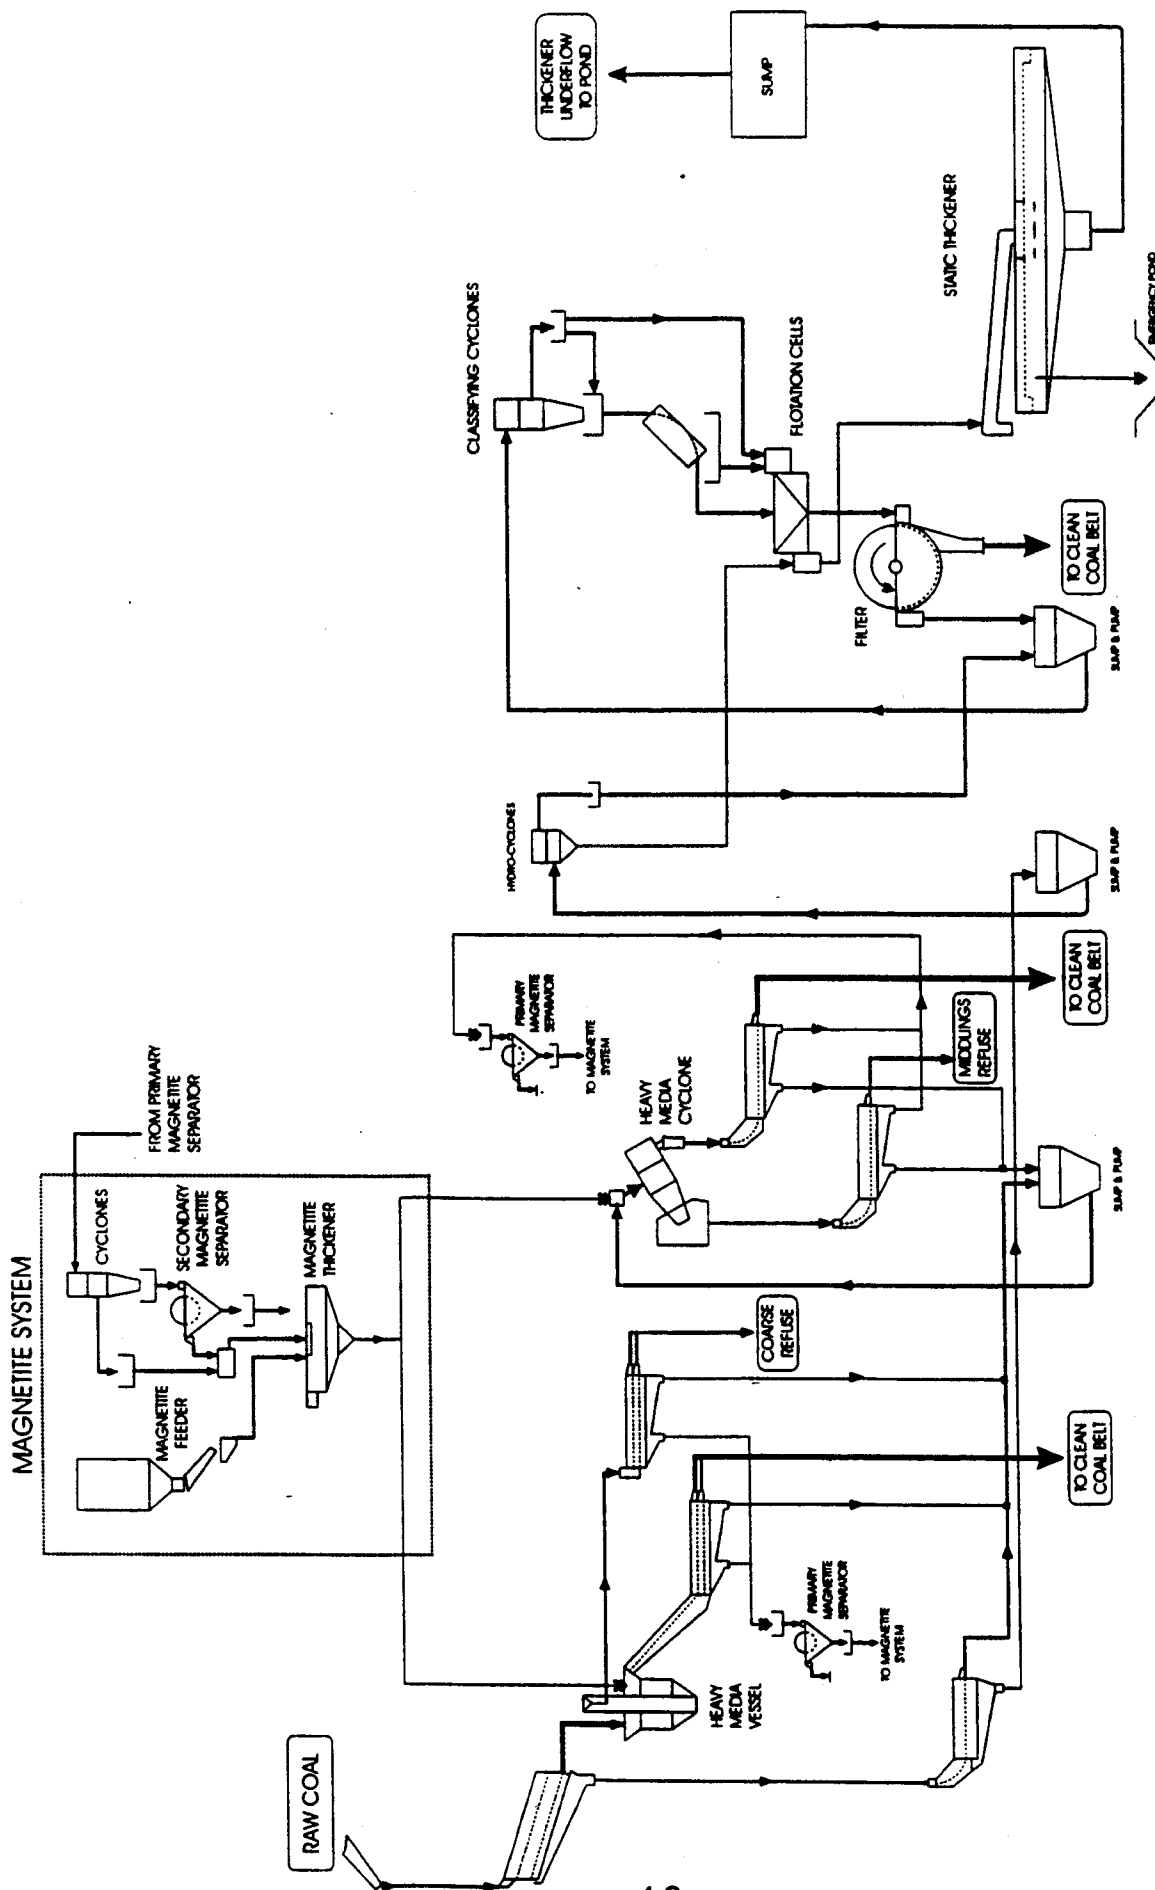 MAGNETITE SYSTEM
RAW COAL
MAGNETITE
FEEDER
CYCLONES
SECONDARY
MAGNETITE
SEPARATOR
MAGNETITE
THICKENER
FROM PRIMARY
MAGNETITE
SEPARATOR
HEAVY
MEDIA
VESSEL
PRIMARY
MAGNETITE
SEPARATOR
TO MAGNETITE
SYSTEM
TO CLEAN
COAL BELT
COARSE
REFUSE
PRIMARY
MAGNETITE
SEPARATOR
TO MAGNETITE
SYSTEM
HEAVY
MEDIA
CYCLONE
MIDDLINGS
REFUSE
TO CLEAN
COAL BELT
SUMP & PUMP
HYDRO-CYCLONES
SUMP & PUMP
CLASSIFYING CYCLONES
FLOTATION CELLS
FILTER
SUMP & PUMP
TO CLEAN
COAL BELT
STATIC THICKENER
EMERGENCY POND
THICKENER
UNDERFLOW
TO POND
SUMP